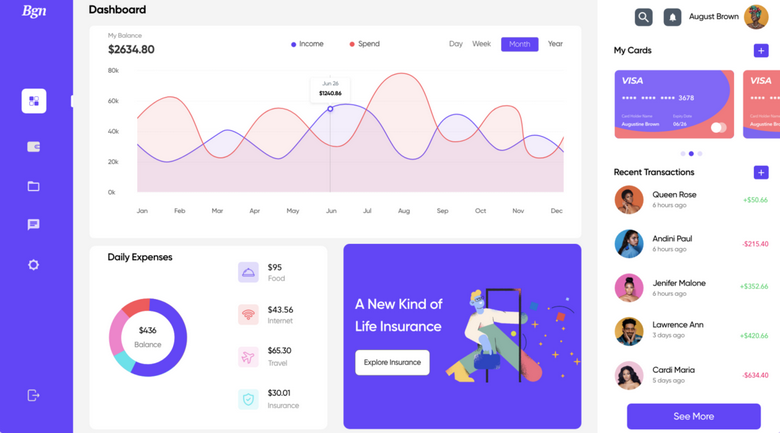 Bgn
Dashboard
August Brown
My Balance
$2634.80
Income
Spend
Day
Week
Month
Year
80k
60k
40k
20k
0k
Jun 26
$1240.86
Jan
Feb
Mar
Apr
May
Jun
Jul
Aug
Sep
Oct
Nov
Dec
Daily Expenses
$436
Balance
$95
Food
$43.56
Internet
$65.30
Travel
$30.01
Insurance
A New Kind of
Life Insurance
Explore Insurance
My Cards
VISA
3678
Card Holder Name
Expiry Date
Augustine Brown
06/26
VISA
Recent Transactions
Queen Rose
6 hours ago
+$50.66
Andini Paul
6 hours ago
-$215.40
Jenifer Malone
6 hours ago
+$352.66
Lawrence Ann
3 days ago
+$420.66
Cardi Maria
5 days ago
-$634.40
See More